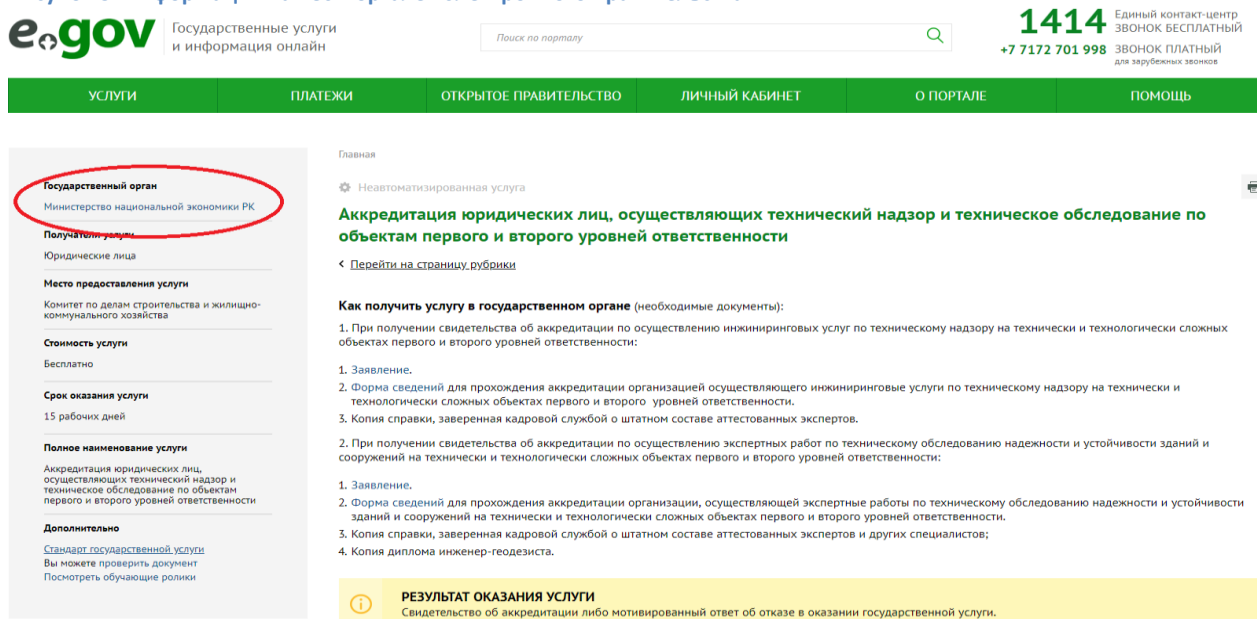 e.gov
Государственные услуги
и информация онлайн
Поиск по порталу
1414
Единый контакт-центр
ЗВОНОК БЕСПЛАТНЫЙ
+7 7172 701 998
ЗВОНОК ПЛАТНЫЙ
для зарубежных звонков
УСЛУГИ
ПЛАТЕЖИ
ОТКРЫТОЕ ПРАВИТЕЛЬСТВО
ЛИЧНЫЙ КАБИНЕТ
О ПОРТАЛЕ
ПОМОЩЬ
Государственный орган
Министерство национальной экономики РК
Получатели услуги
Юридические лица
Место предоставления услуги
Комитет по делам строительства и жилищно-
коммунального хозяйства
Стоимость услуги
Бесплатно
Срок оказания услуги
15 рабочих дней
Полное наименование услуги
Аккредитация юридических лиц,
осуществляющих технический надзор и
техническое обследование по объектам
первого и второго уровней ответственности
Дополнительно
Стандарт государственной услуги
Вы можете проверить документ
Посмотреть обучающие ролики
Главная
Неавтоматизированная услуга
Аккредитация юридических лиц, осуществляющих технический надзор и техническое обследование по
объектам первого и второго уровней ответственности
Перейти на страницу рубрики
Как получить услугу в государственном органе (необходимые документы):
1. При получении свидетельства об аккредитации по осуществлению инжиниринговых услуг по техническому надзору на технически и технологически сложных
объектах первого и второго уровней ответственности:
1. Заявление.
2. Форма сведений для прохождения аккредитации организацией осуществляющего инжиниринговые услуги по техническому надзору на технически и
технологически сложных объектах первого и второго уровней ответственности.
3. Копия справки, заверенная кадровой службой о штатном составе аттестованных экспертов.
2. При получении свидетельства об аккредитации по осуществлению экспертных работ по техническому обследованию надежности и устойчивости зданий и
сооружений на технически и технологически сложных объектах первого и второго уровней ответственности:
1. Заявление.
2. Форма сведений для прохождения аккредитации организации, осуществляющей экспертные работы по техническому обследованию надежности и устойчивости
зданий и сооружений на технически и технологически сложных объектах первого и второго уровней ответственности.
3. Копия справки, заверенная кадровой службой о штатном составе аттестованных экспертов и других специалистов;
4. Копия диплома инженер-геодезиста.
РЕЗУЛЬТАТ ОКАЗАНИЯ УСЛУГИ
Свидетельство об аккредитации либо мотивированный ответ об отказе в оказании государственной услуги.